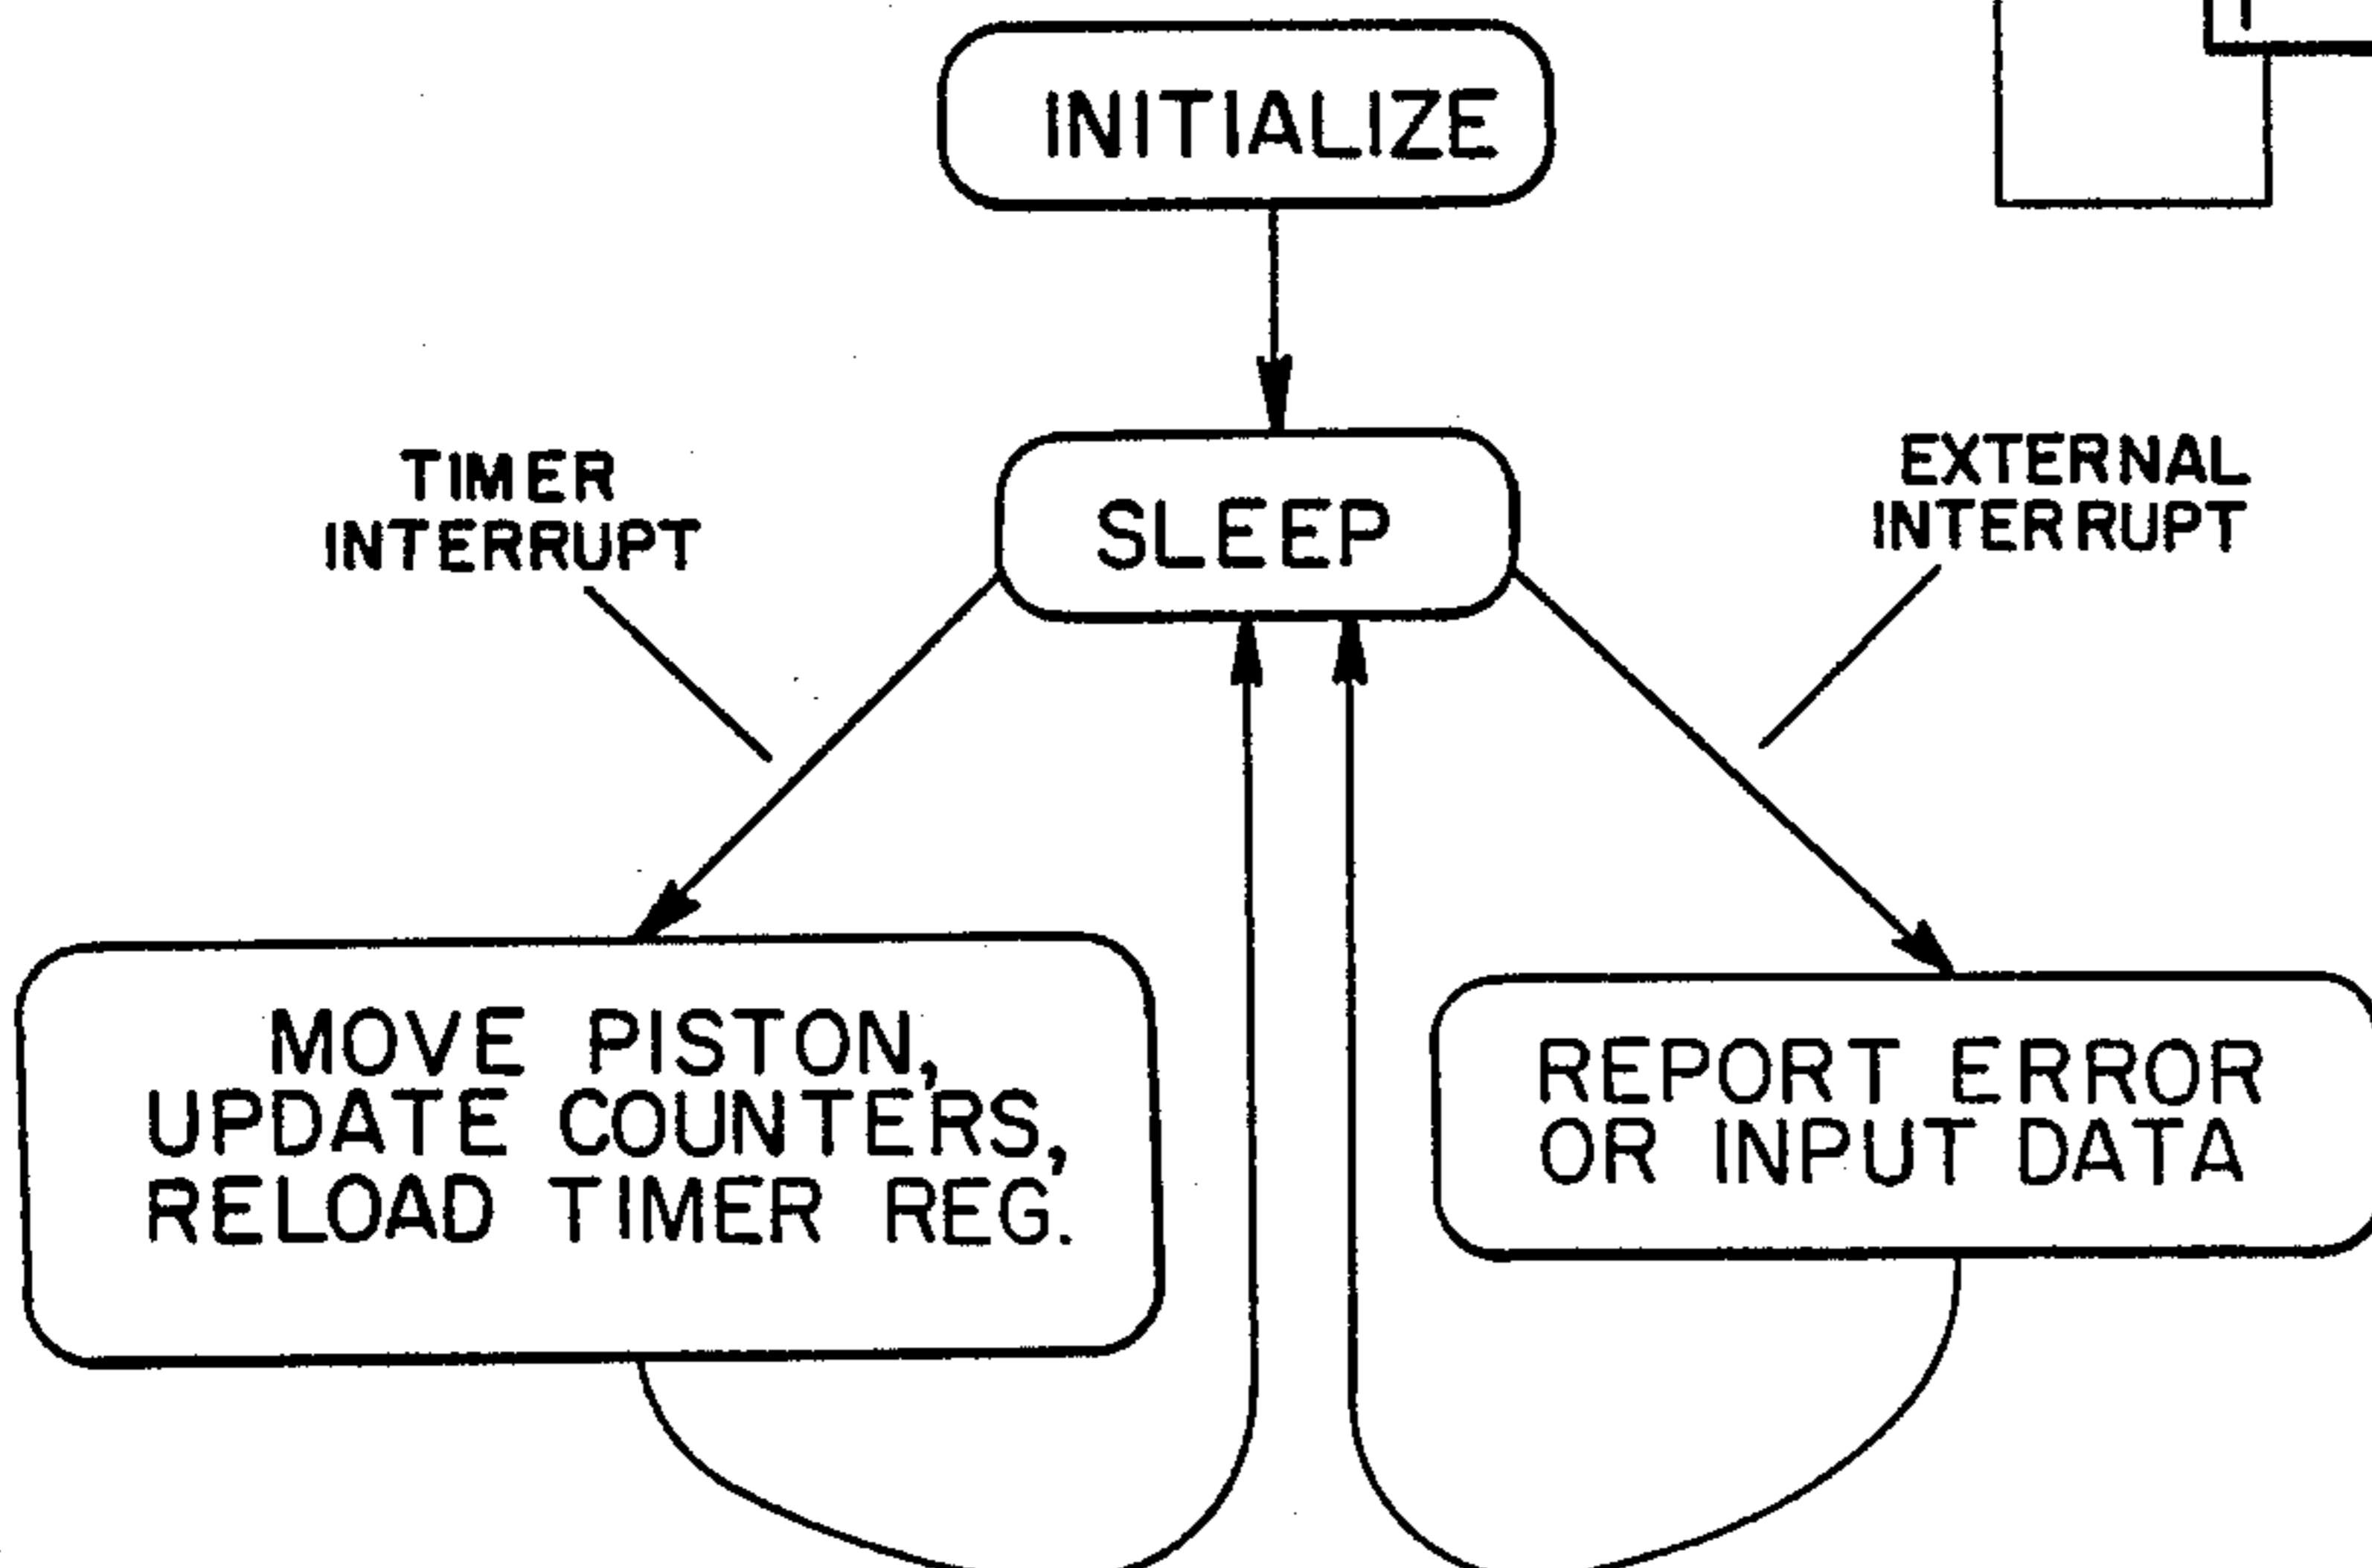 INITIALIZE
TIMER
INTERRUPT
SLEEP
EXTERNAL
INTERRUPT
MOVE PISTON,
UPDATE COUNTERS,
RELOAD TIMER REG.
REPORT ERROR
OR INPUT DATA